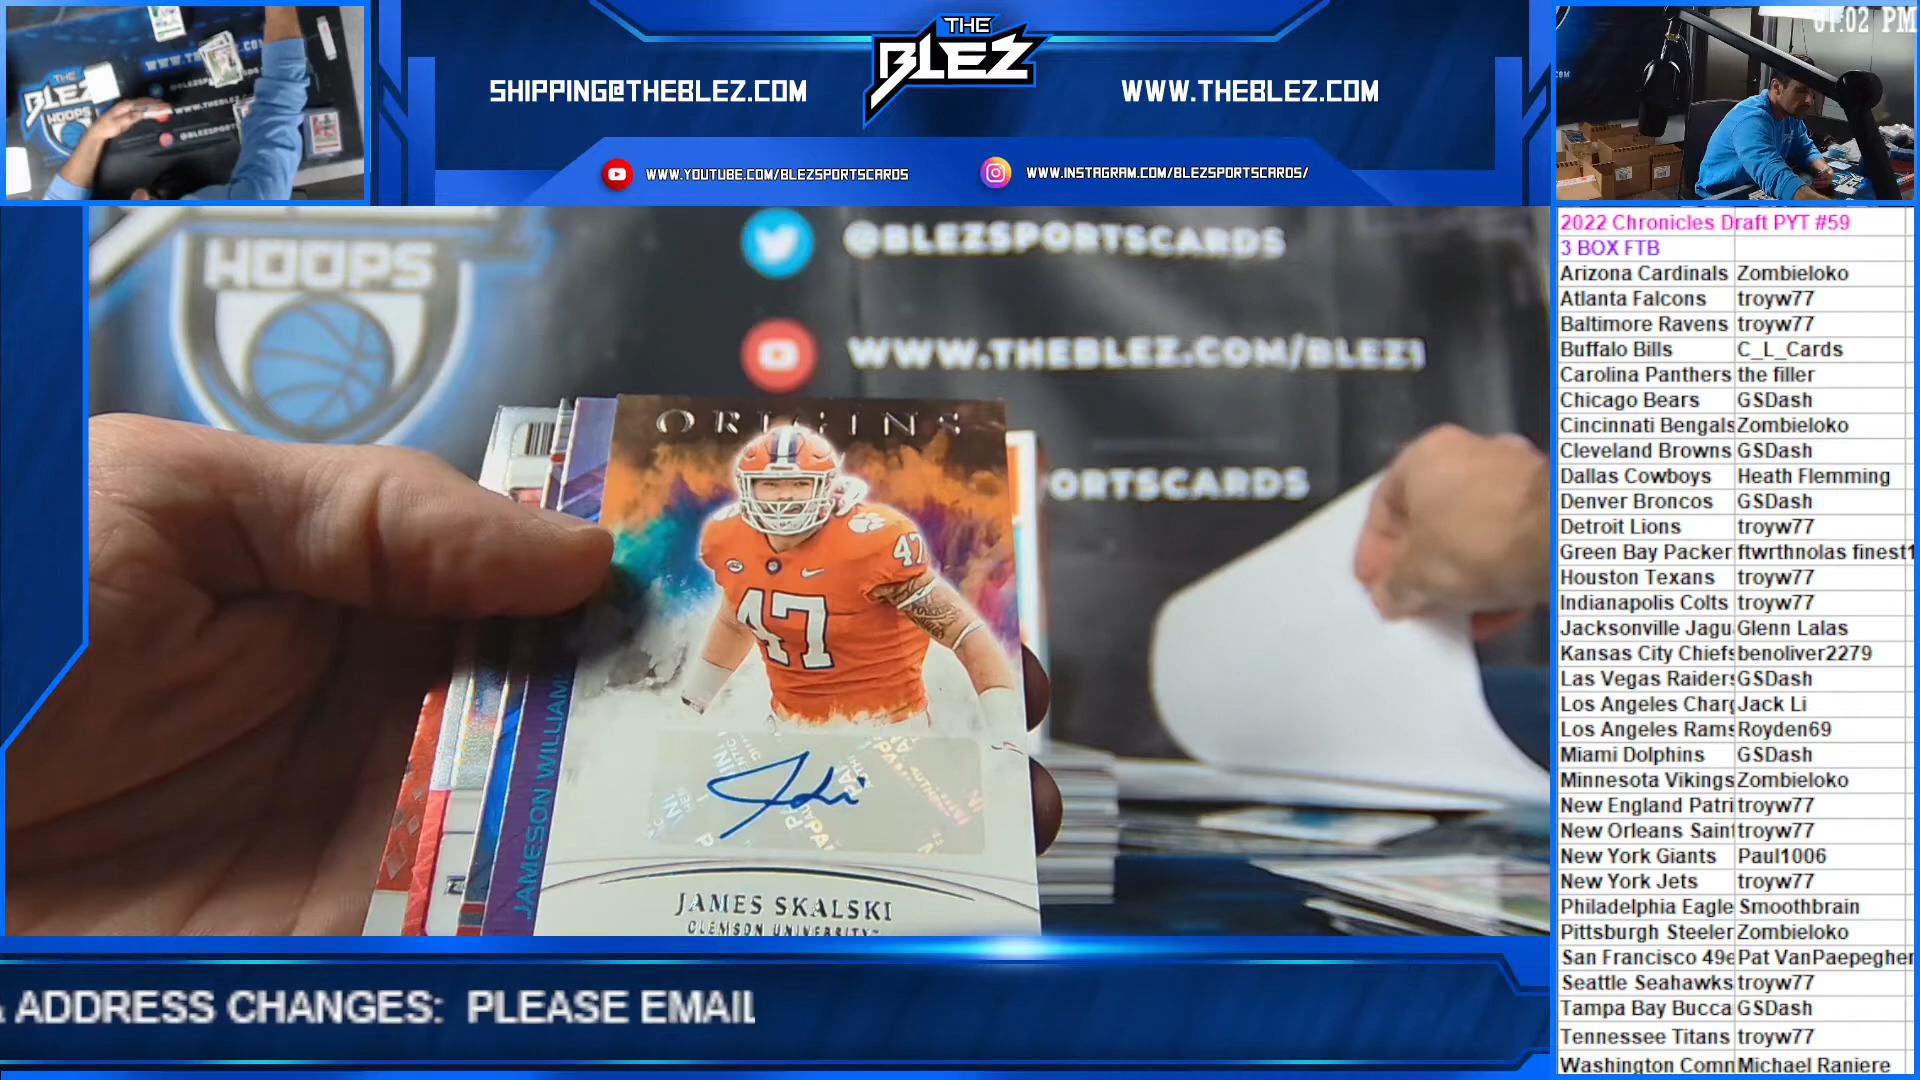 THE
BLEZ
SHIPPING@THEBLEZ.COM
WWW.THEBLEZ.COM
WWW.YOUTUBE.COM/BLEZSPORTSCARDS
WWW.INSTAGRAM.COM/BLEZSPORTSCARDS/
01:02 PM
THE
BLEZ
HOOPS
HOOPS
@BLEZSPORTSCARDS
WWW.THEBLEZ.COM/BLEZ1
ORTSCARDS
ORIGINS
47
47
JAMESON WILLIAMS
JAMES SKALSKI
CLEMSON UNIVERSITY
ADDRESS CHANGES: PLEASE EMAIL
2022 Chronicles Draft PYT #59
3 BOX FTB
Arizona Cardinals Zombieloko
Atlanta Falcons troyw77
Baltimore Ravens troyw77
Buffalo Bills C_L_Cards
Carolina Panthers the filler
Chicago Bears GSDash
Cincinnati Bengals Zombieloko
Cleveland Browns GSDash
Dallas Cowboys Heath Flemming
Denver Broncos GSDash
Detroit Lions troyw77
Green Bay Packer ftwrthnolas finest1
Houston Texans troyw77
Indianapolis Colts troyw77
Jacksonville Jagu Glenn Lalas
Kansas City Chiefs benoliver2279
Las Vegas Raiders GSDash
Los Angeles Charg Jack Li
Los Angeles Rams Royden69
Miami Dolphins GSDash
Minnesota Vikings Zombieloko
New England Patri troyw77
New Orleans Saint troyw77
New York Giants Paul1006
New York Jets troyw77
Philadelphia Eagle Smoothbrain
Pittsburgh Steeler Zombieloko
San Francisco 49e Pat VanPaepegher
Seattle Seahawks troyw77
Tampa Bay Bucca GSDash
Tennessee Titans troyw77
Washington Comn Michael Raniere